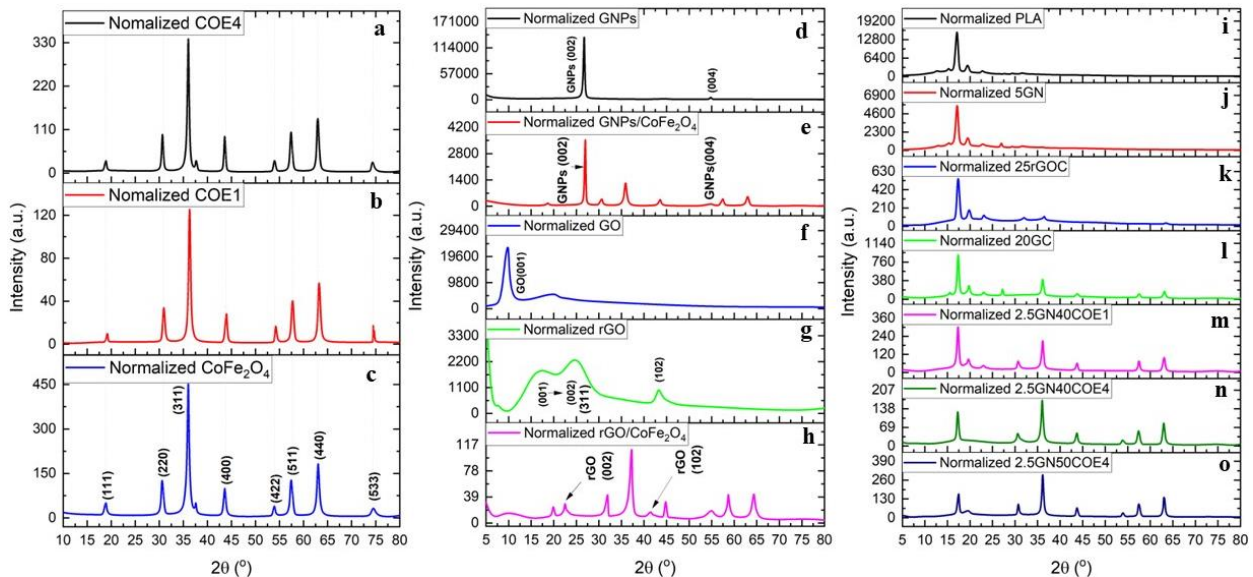 Nomalized COE4
a
330
220
110
0
Nomalized COE1
b
120
80
40
0
Intensity (a.u.)
Normalized CoFe₂O₄
c
450
300
150
0
(111)
(220)
(311)
(400)
(422)
(511)
(440)
(533)
10 15 20 25 30 35 40 45 50 55 60 65 70 75 80
2θ (º)
Normalized GNPs
d
171000
114000
57000
0
GNPs (002)
(004)
Normalized GNPs/CoFe₂O₄
e
4200
2800
1400
0
GNPs (002)
GNPs(004)
Normalized GO
f
29400
19600
9800
0
GO(001)
Intensity (a.u.)
Normalized rGO
g
3300
2200
1100
0
(001)
(002)
(311)
(102)
Normalized rGO/CoFe₂O₄
h
117
78
39
0
rGO
(002)
rGO
(102)
5 10 15 20 25 30 35 40 45 50 55 60 65 70 75 80
2θ (º)
Normalized PLA
i
19200
12800
6400
0
Normalized 5GN
j
6900
4600
2300
0
Normalized 25rGOC
k
630
420
210
0
Normalized 20GC
l
1140
760
380
0
Intensity (a.u.)
Normalized 2.5GN40COE1
m
360
240
120
0
Normalized 2.5GN40COE4
n
207
138
69
0
Normalized 2.5GN50COE4
o
390
260
130
0
5 10 15 20 25 30 35 40 45 50 55 60 65 70 75 80
2θ (º)